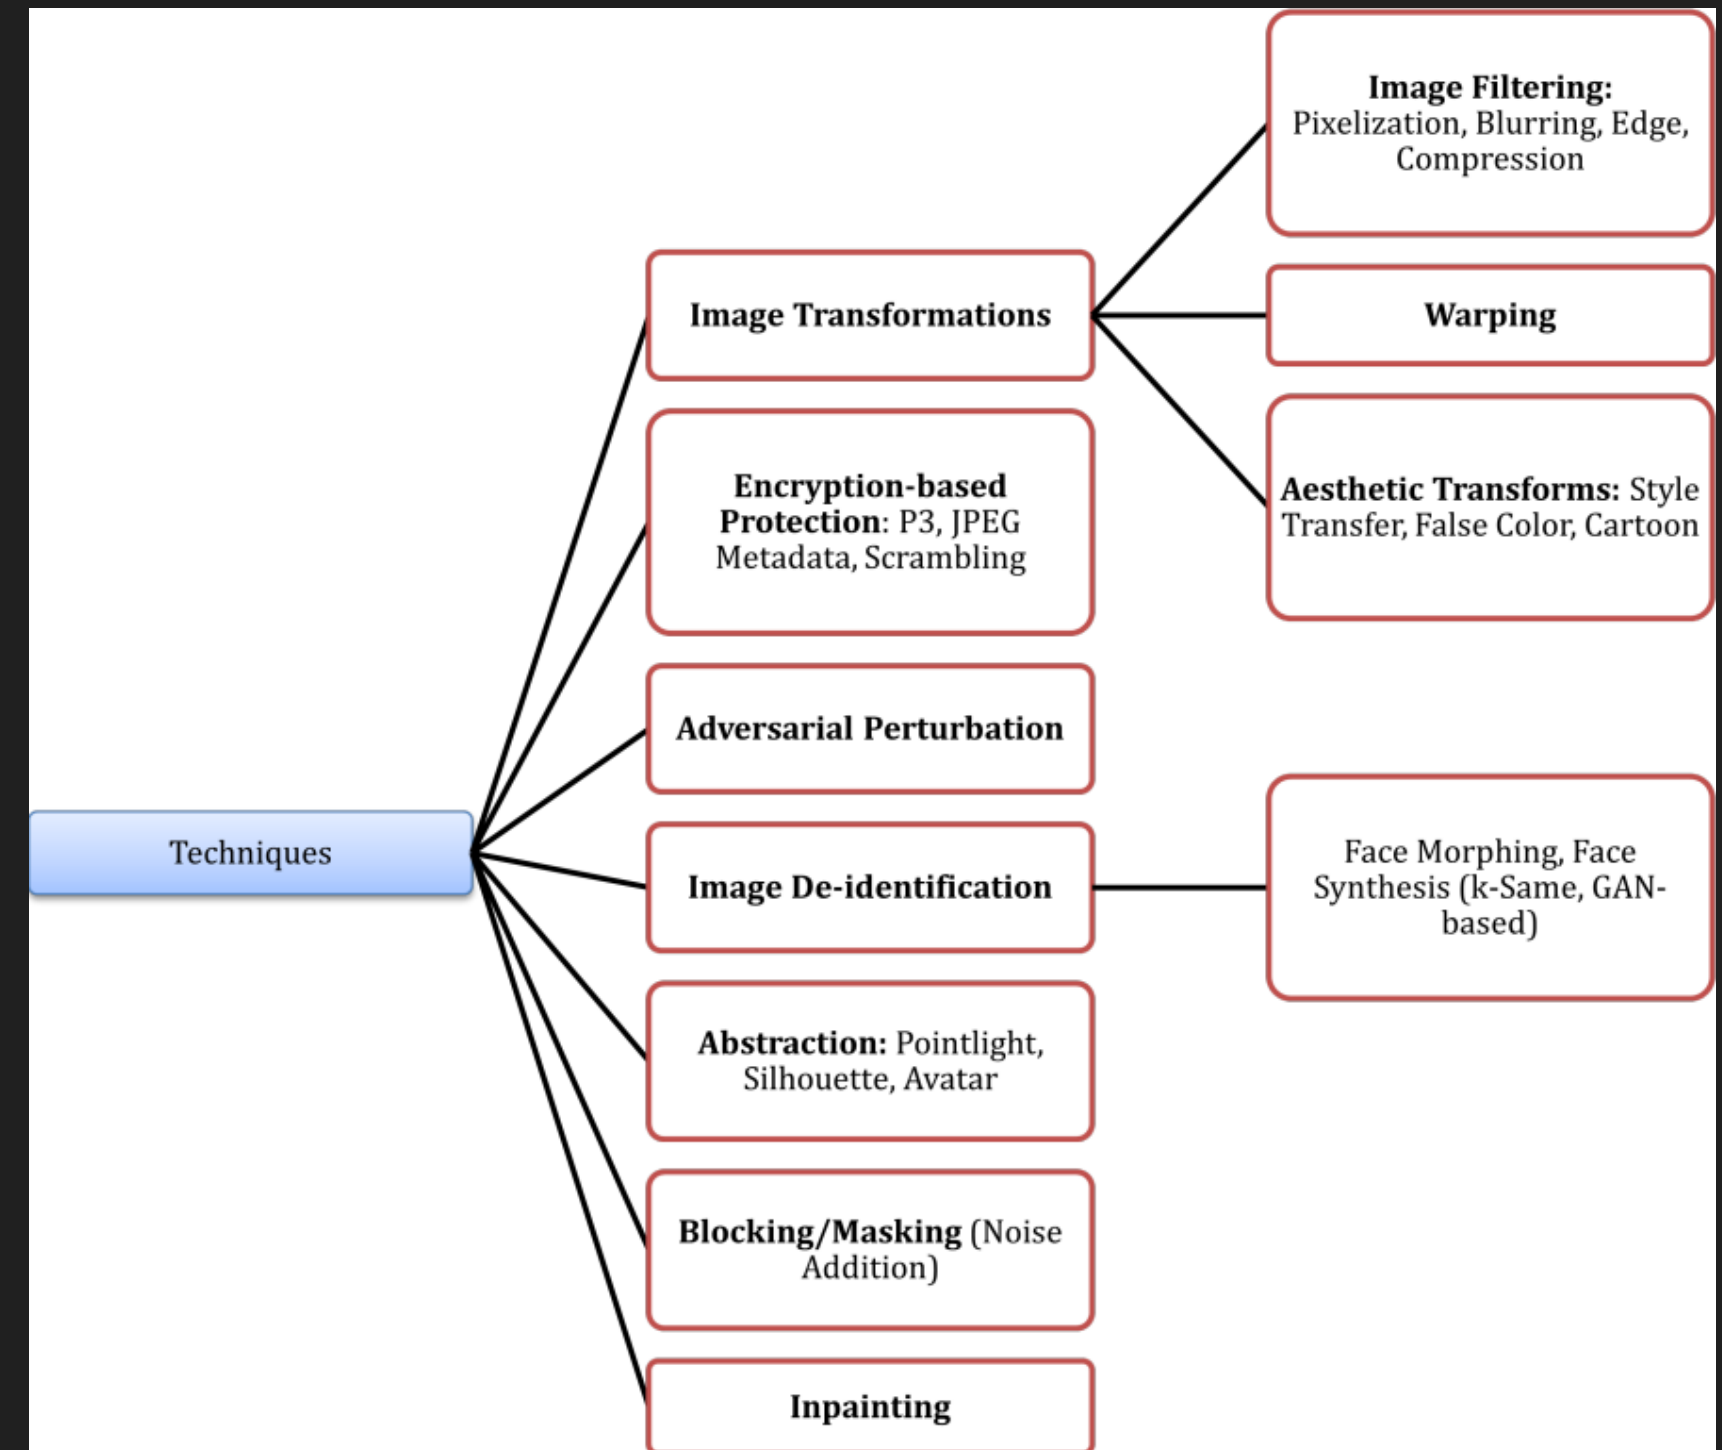 Techniques
Image Transformations
Image Filtering:
Pixelization, Blurring, Edge,
Compression
Warping
Aesthetic Transforms: Style
Transfer, False Color, Cartoon
Encryption-based
Protection: P3, JPEG
Metadata, Scrambling
Adversarial Perturbation
Image De-identification
Face Morphing, Face
Synthesis (k-Same, GAN-
based)
Abstraction: Pointlight,
Silhouette, Avatar
Blocking/Masking (Noise
Addition)
Inpainting